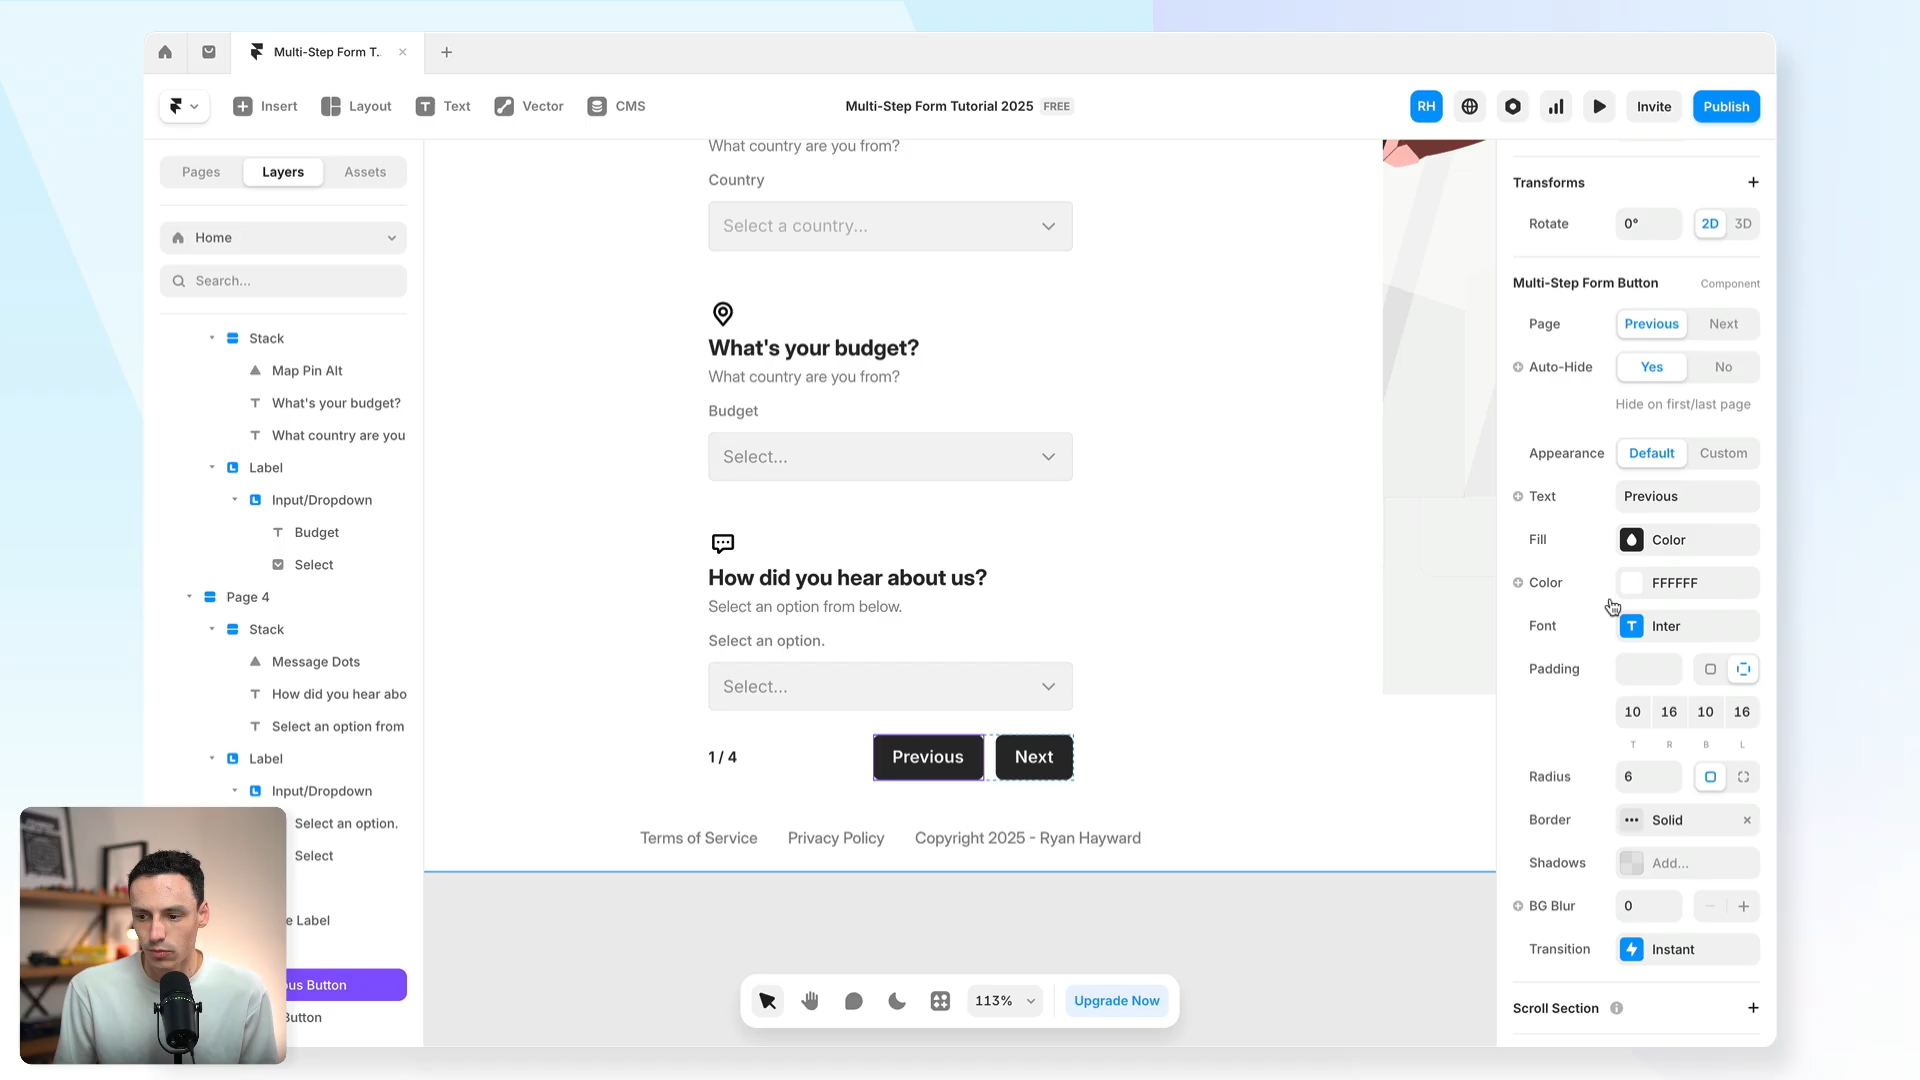 Multi-Step Form T..
Insert
Layout
Text
Vector
CMS
Multi-Step Form Tutorial 2025 FREE
RH
Invite
Publish
Pages
Layers
Assets
Home
Search...
Stack
Map Pin Alt
What's your budget?
What country are you
Label
Input/Dropdown
Budget
Select
Page 4
Stack
Message Dots
How did you hear abo
Select an option from
Label
Input/Dropdown
Select an option.
Select
e Label
ous Button
Button
What country are you from?
Country
Select a country...
What's your budget?
What country are you from?
Budget
Select...
How did you hear about us?
Select an option from below.
Select an option.
Select...
1 / 4
Previous
Next
Terms of Service
Privacy Policy
Copyright 2025 - Ryan Hayward
113%
Upgrade Now
Transforms
Rotate 0° 2D 3D
Multi-Step Form Button Component
Page Previous Next
Auto-Hide Yes No
Hide on first/last page
Appearance Default Custom
Text Previous
Fill Color
Color FFFFFF
Font T Inter
Padding
10 16 10 16
T R B L
Radius 6
Border Solid
Shadows Add...
BG Blur 0
Transition Instant
Scroll Section